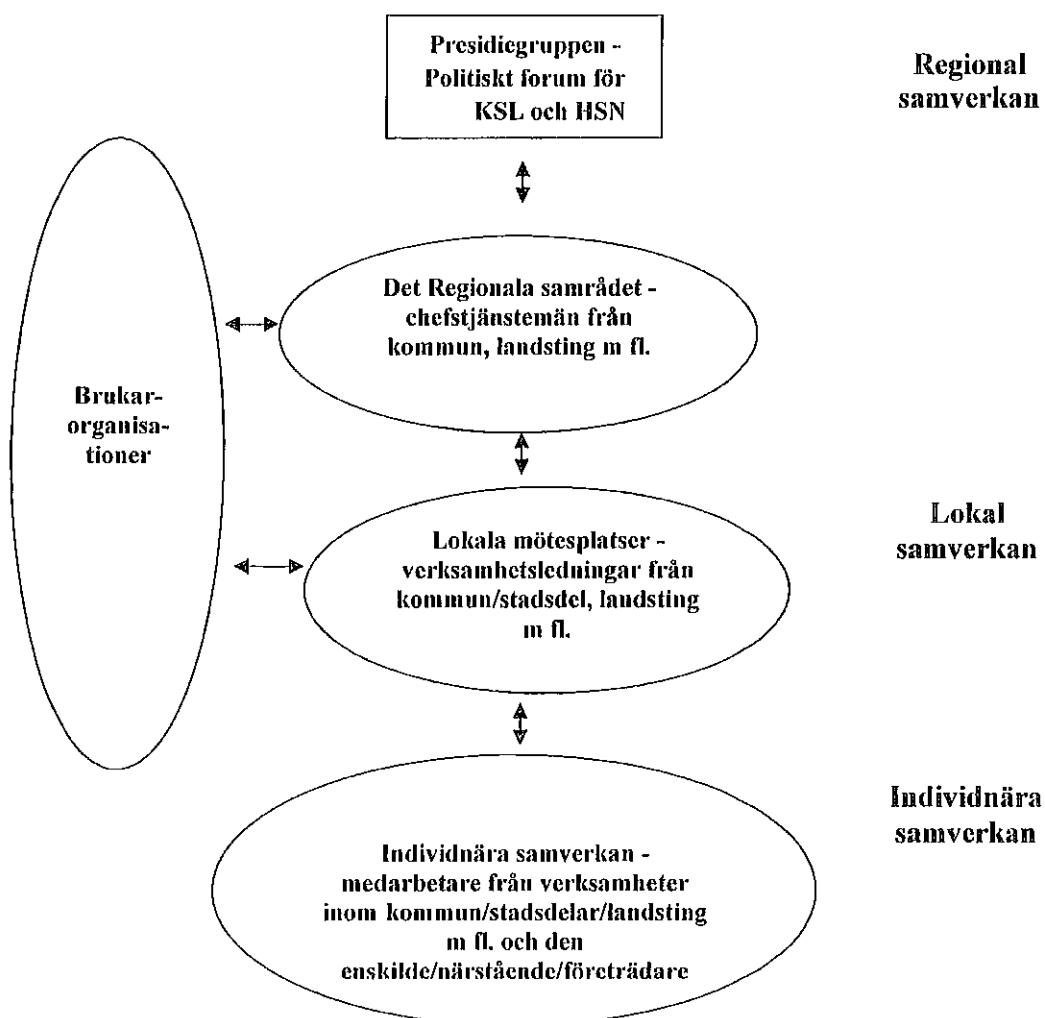 Presidiegruppen -
Politiskt forum för
KSL och HSN
Regional
samverkan
Det Regionala samrådet -
chefstjänstemän från
kommun, landsting m fl.
Brukar-
organisa-
tioner
Lokala mötesplatser -
verksamhetsledningar från
kommun/stadsdel, landsting
m fl.
Lokal
samverkan
Individnära
samverkan
Individnära samverkan -
medarbetare från verksamheter
inom kommun/stadsdelar/landsting
m fl. och den
enskilde/närstående/företrädare